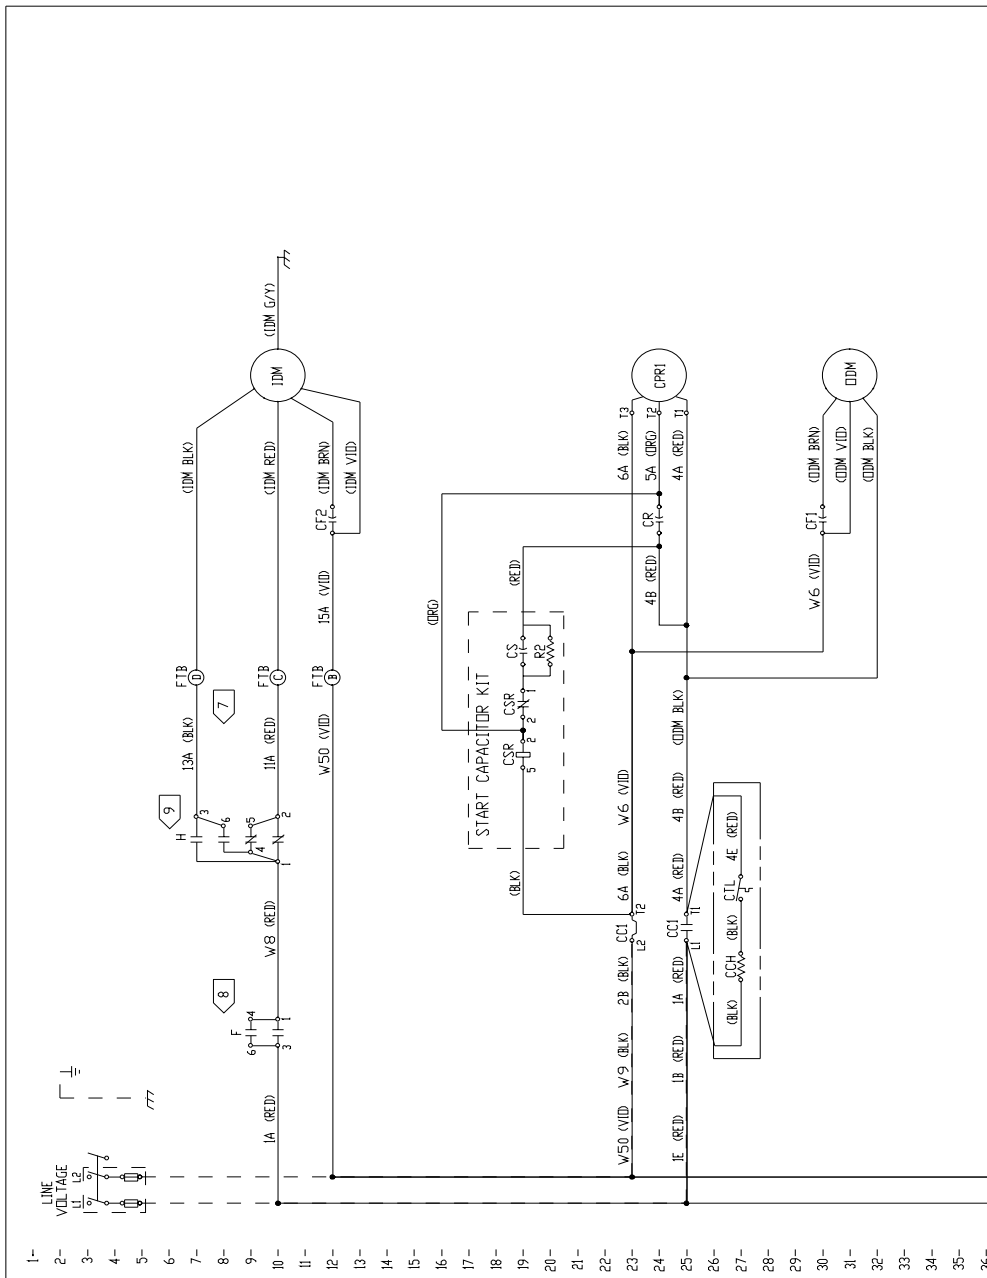 LINE
VOLTAGE
L1 L2
1
2
3
4
5
6
7
8
9
10
11
12
13
14
15
16
17
18
19
20
21
22
23
24
25
26
27
28
29
30
31
32
33
34
35
36
H
3
13A (BLK)
FTB
D
(IDM BLK)
9
6
7
F
8
6
4
4
5
1A (RED)
3
1
W8 (RED)
1
2
11A (RED)
FTB
C
(IDM RED)
IDM
(IDM G/Y)
W50 (VIO)
FTB
B
15A (VIO)
CF2
(IDM BRN)
(IDM VIO)
(ORG)
START CAPACITOR KIT
(BLK)
5
CSR
2
2
CSR
1
CS
R2
(RED)
W50 (VIO)
W9 (BLK)
2B (BLK)
L2
CC1
T2
6A (BLK)
W6 (VIO)
6A (BLK)
T3
4B (RED)
CR
5A (ORG)
T2
CPR1
1E (RED)
1B (RED)
1A (RED)
L1
CC1
T1
4A (RED)
4B (RED)
(ODM BLK)
4A (RED)
T1
(BLK)
CCH
(BLK)
CTL
4E (RED)
W6 (VIO)
CF1
(ODM BRN)
(ODM VIO)
ODM
(ODM BLK)